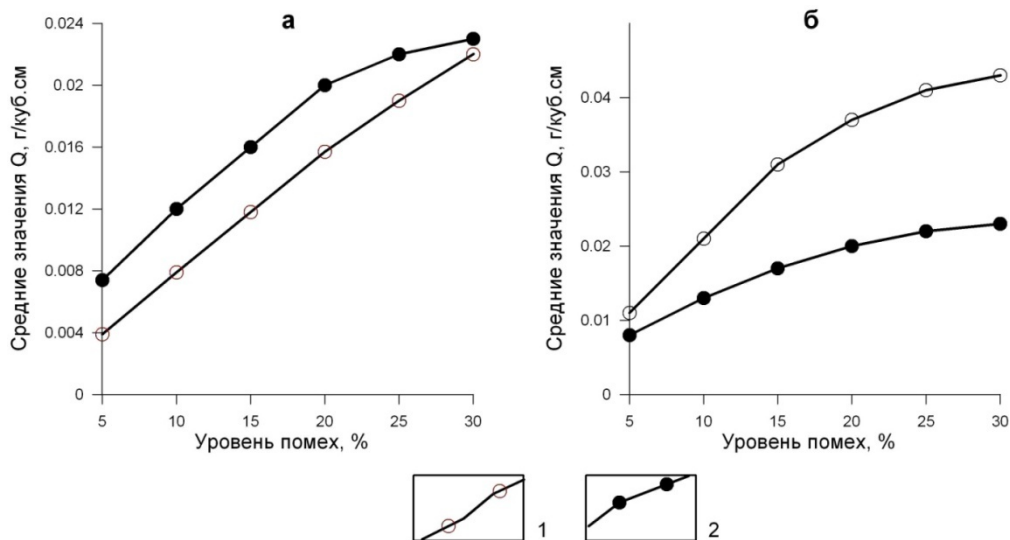 а
Средние значения Q, г/куб.см
0.024
0.02
0.016
0.012
0.008
0.004
0
5 10 15 20 25 30
Уровень помех, %
б
Средние значения Q, г/куб.см
0.04
0.03
0.02
0.01
0
5 10 15 20 25 30
Уровень помех, %
1
2